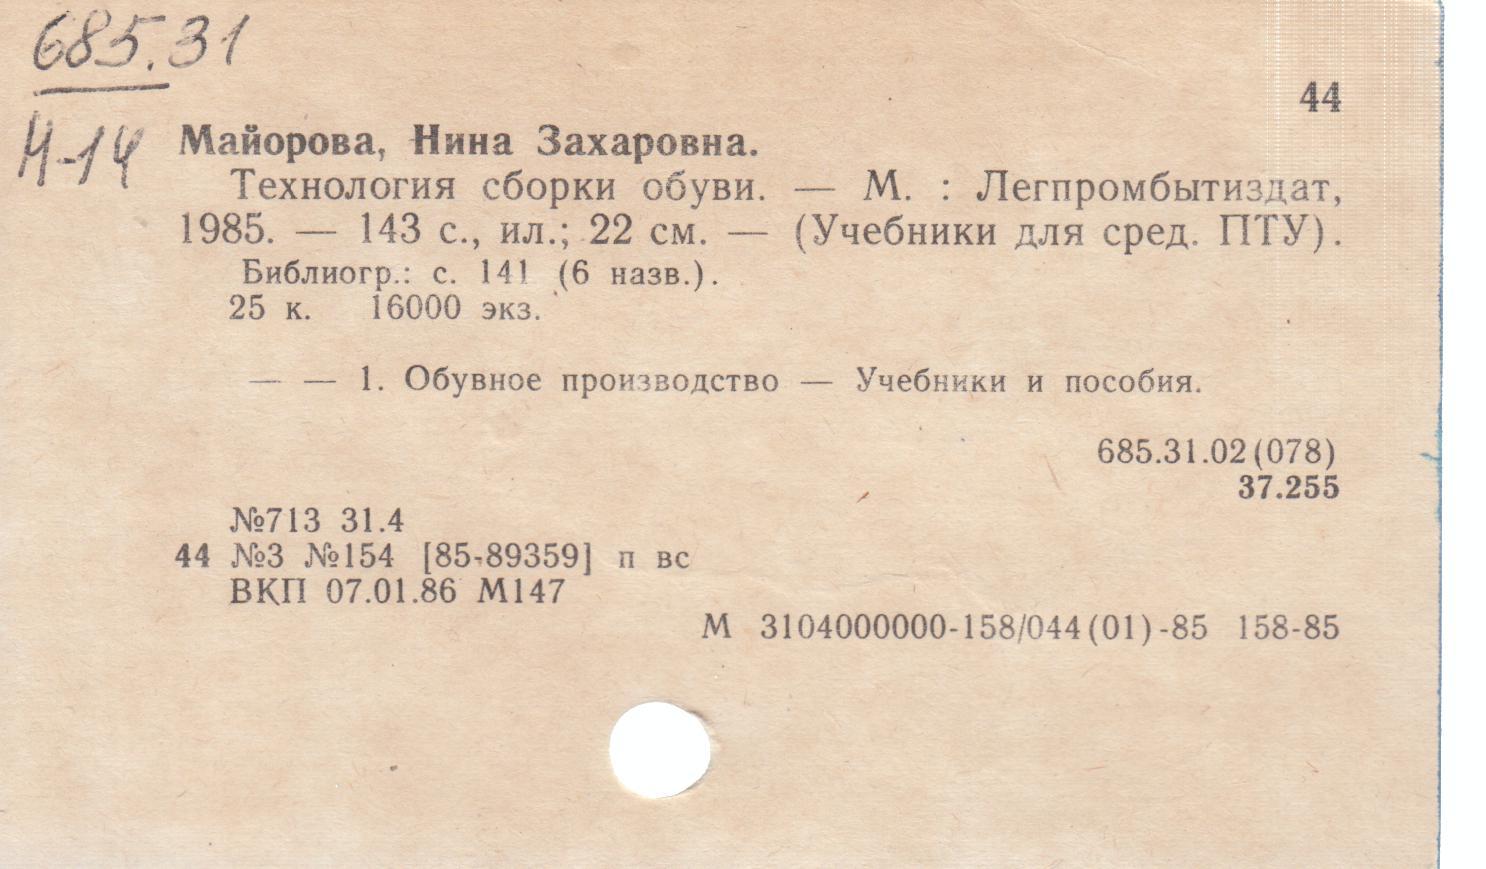 685.31
44
М-14
Майорова, Нина Захаровна.
Технология сборки обуви. — М. : Легпромбытиздат,
1985. — 143 с., ил.; 22 см. — (Учебники для сред. ПТУ).
Библиогр.: с. 141 (6 назв.).
25 к. 16000 экз.
— — 1. Обувное производство — Учебники и пособия.
685.31.02(078)
37.255
№713 31.4
44 №3 №154 [85-89359] п вс
ВКП 07.01.86 М147
М 3104000000-158/044(01)-85 158-85